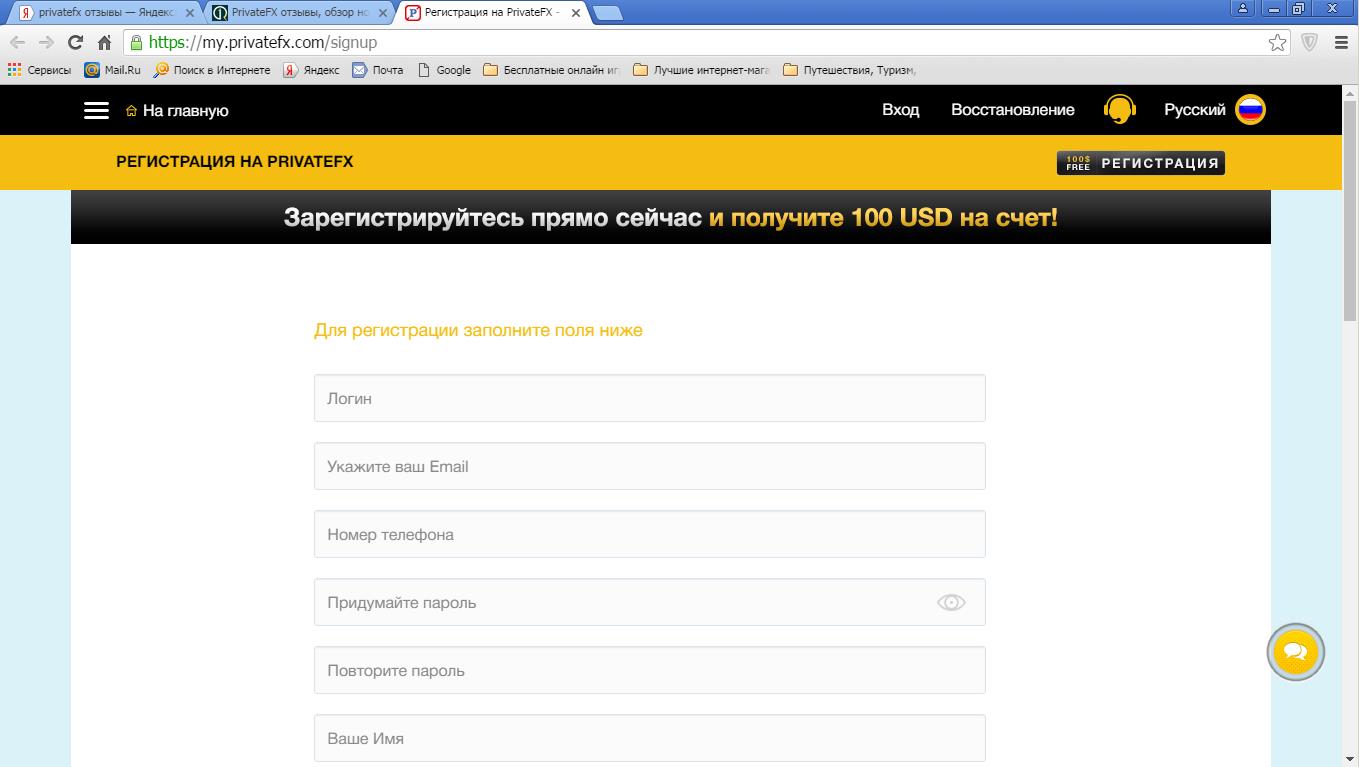 privatefx отзывы — Яндекс
PrivateFX отзывы, обзор но
Регистрация на PrivateFX -
https://my.privatefx.com/signup
Сервисы
Mail.Ru
Поиск в Интернете
Яндекс
Почта
Google
Бесплатные онлайн иг
Лучшие интернет-мага
Путешествия, Туризм,
На главную
Вход
Восстановление
Русский
РЕГИСТРАЦИЯ НА PRIVATEFX
100$ FREE РЕГИСТРАЦИЯ
Зарегистрируйтесь прямо сейчас и получите 100 USD на счет!
Для регистрации заполните поля ниже
Логин
Укажите ваш Email
Номер телефона
Придумайте пароль
Повторите пароль
Ваше Имя